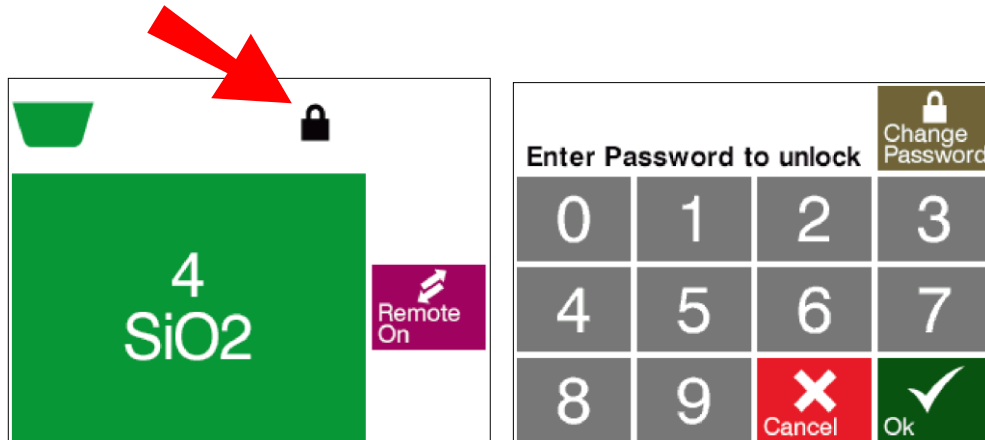 4
SiO2
Remote
On
Enter Password to unlock
Change
Password
0 1 2 3
4 5 6 7
8 9 Cancel Ok